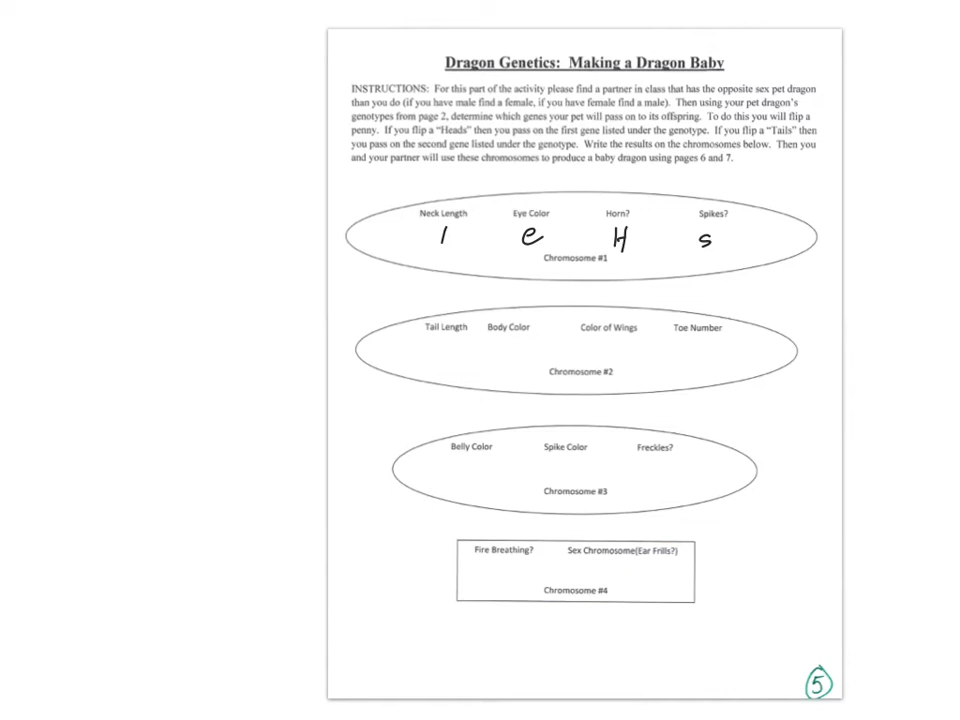 Dragon Genetics: Making a Dragon Baby
INSTRUCTIONS: For this part of the activity please find a partner in class that has the opposite sex pet dragon
than you do (if you have male find a female, if you have female find a male). Then using your pet dragon's
genotypes from page 2, determine which genes your pet will pass on to its offspring. To do this you will flip a
penny. If you flip a "Heads" then you pass on the first gene listed under the genotype. If you flip a "Tails" then
you pass on the second gene listed under the genotype. Write the results on the chromosomes below. Then you
and your partner will use these chromosomes to produce a baby dragon using pages 6 and 7.
Neck Length Eye Color Horn? Spikes?
l e H s
Chromosome #1
Tail Length Body Color Color of Wings Toe Number
Chromosome #2
Belly Color Spike Color Freckles?
Chromosome #3
Fire Breathing? Sex Chromosome(Ear Frills?)
Chromosome #4
5